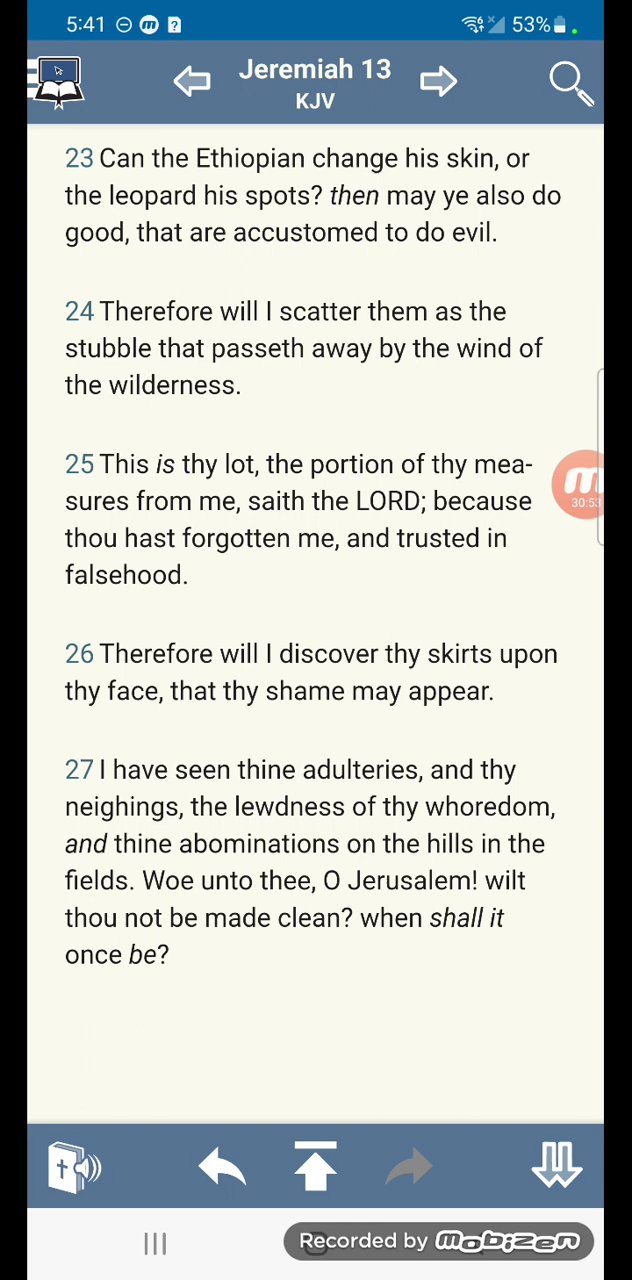 5:41
53%
Jeremiah 13
KJV
23 Can the Ethiopian change his skin, or
the leopard his spots? then may ye also do
good, that are accustomed to do evil.
24 Therefore will I scatter them as the
stubble that passeth away by the wind of
the wilderness.
25 This is thy lot, the portion of thy mea-
sures from me, saith the LORD; because
thou hast forgotten me, and trusted in
falsehood.
m
30:53
26 Therefore will I discover thy skirts upon
thy face, that thy shame may appear.
27 I have seen thine adulteries, and thy
neighings, the lewdness of thy whoredom,
and thine abominations on the hills in the
fields. Woe unto thee, O Jerusalem! wilt
thou not be made clean? when shall it
once be?
Recorded by mobizen